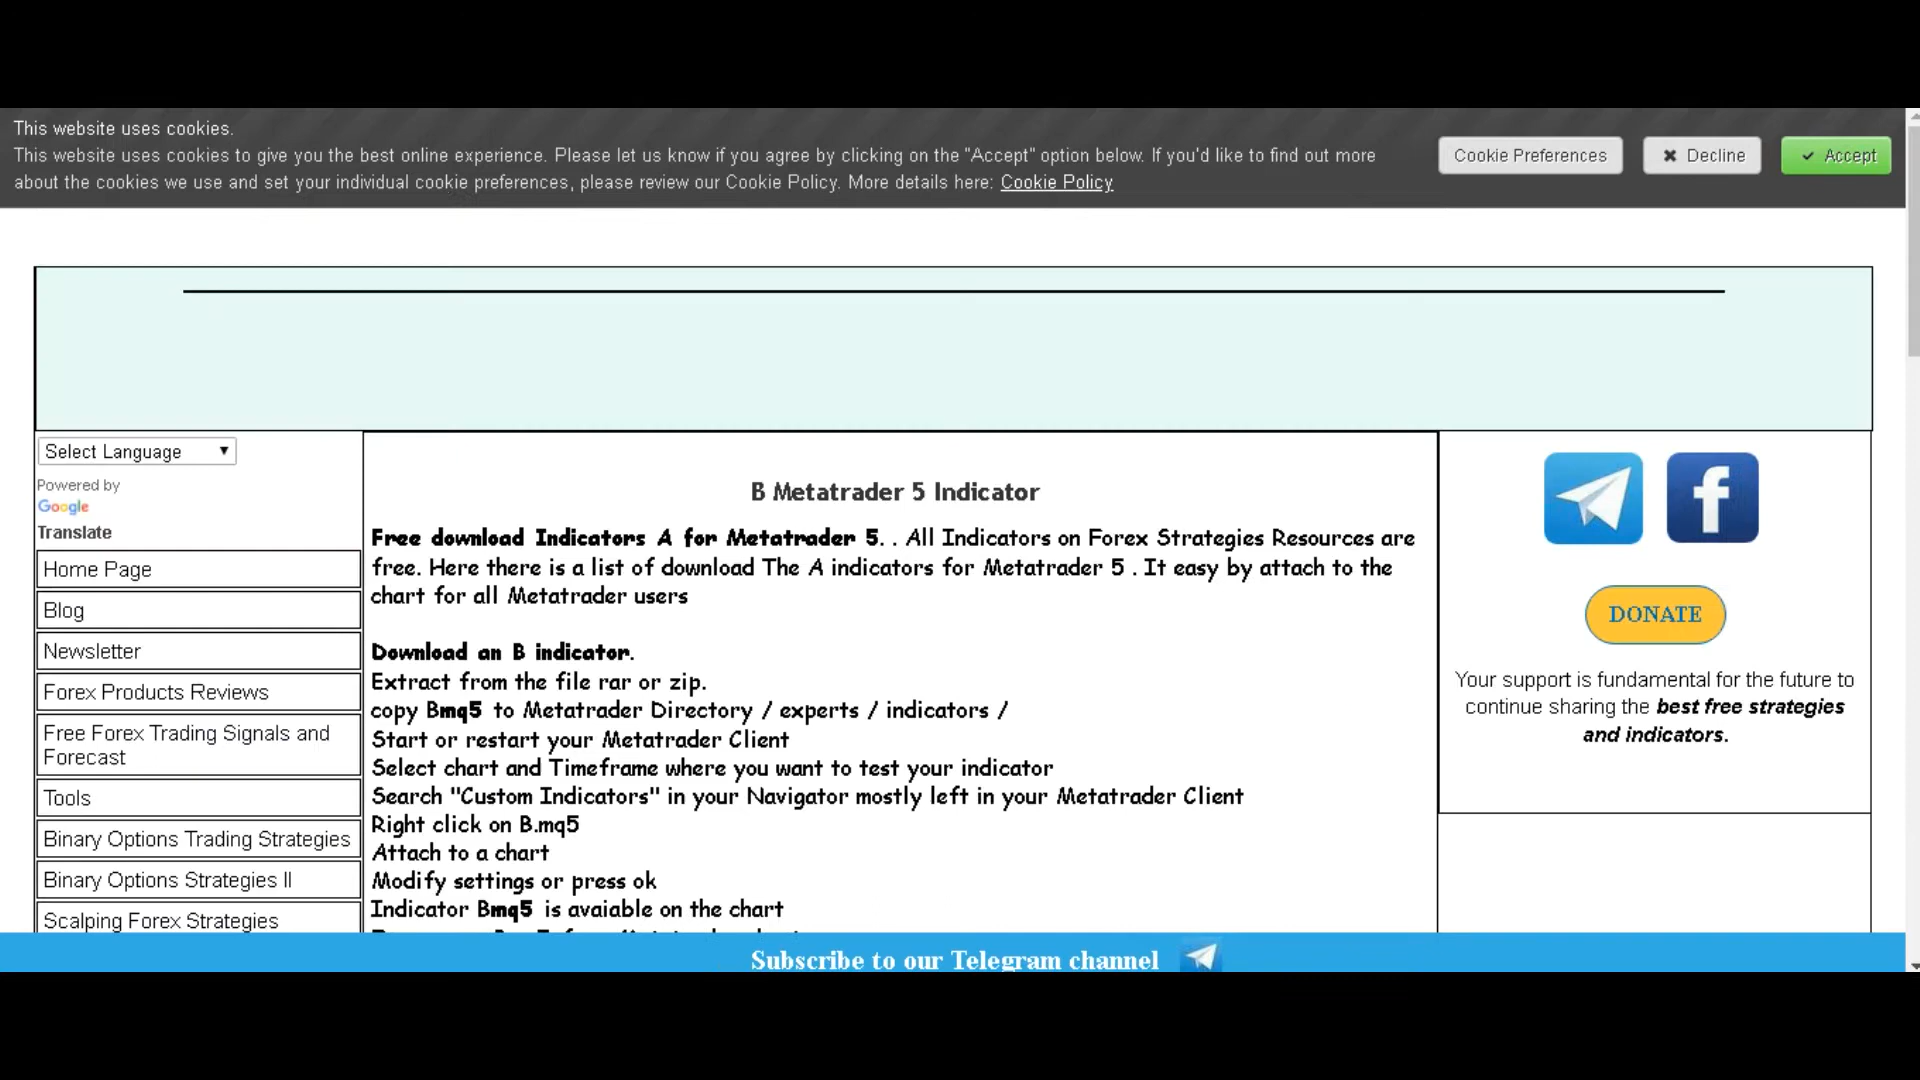 This website uses cookies.
This website uses cookies to give you the best online experience. Please let us know if you agree by clicking on the "Accept" option below. If you'd like to find out more
about the cookies we use and set your individual cookie preferences, please review our Cookie Policy. More details here: Cookie Policy
Cookie Preferences
✖ Decline
✓ Accept
Select Language ▼
Powered by
Google
Translate
Home Page
Blog
Newsletter
Forex Products Reviews
Free Forex Trading Signals and
Forecast
Tools
Binary Options Trading Strategies
Binary Options Strategies II
Scalping Forex Strategies
B Metatrader 5 Indicator
Free download Indicators A for Metatrader 5. . All Indicators on Forex Strategies Resources are
free. Here there is a list of download The A indicators for Metatrader 5 . It easy by attach to the
chart for all Metatrader users
Download an B indicator.
Extract from the file rar or zip.
copy Bmq5 to Metatrader Directory / experts / indicators /
Start or restart your Metatrader Client
Select chart and Timeframe where you want to test your indicator
Search "Custom Indicators" in your Navigator mostly left in your Metatrader Client
Right click on B.mq5
Attach to a chart
Modify settings or press ok
Indicator Bmq5 is avaiable on the chart
DONATE
Your support is fundamental for the future to
continue sharing the best free strategies
and indicators.
Subscribe to our Telegram channel